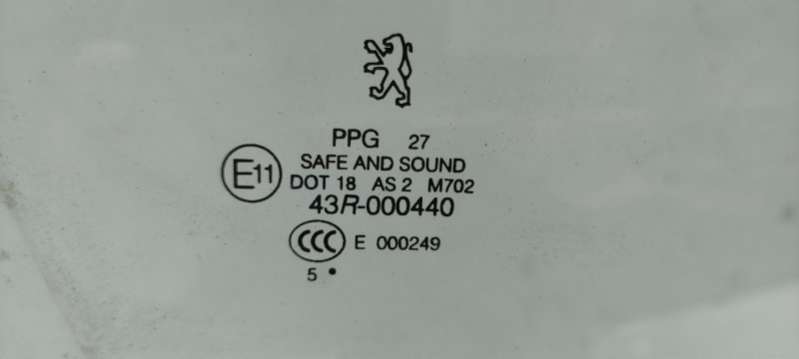 PPG 27
SAFE AND SOUND
E11
DOT 18 AS 2 M702
43R-000440
CCC E 000249
5 •